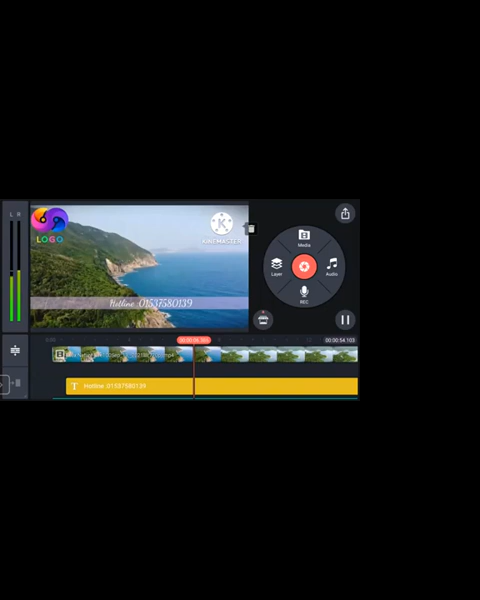 L R
LOGO
KINEMASTER
Hotline :01537580139
Media
Layer
Audio
REC
00:00:54.103
T Hotline :01537580139